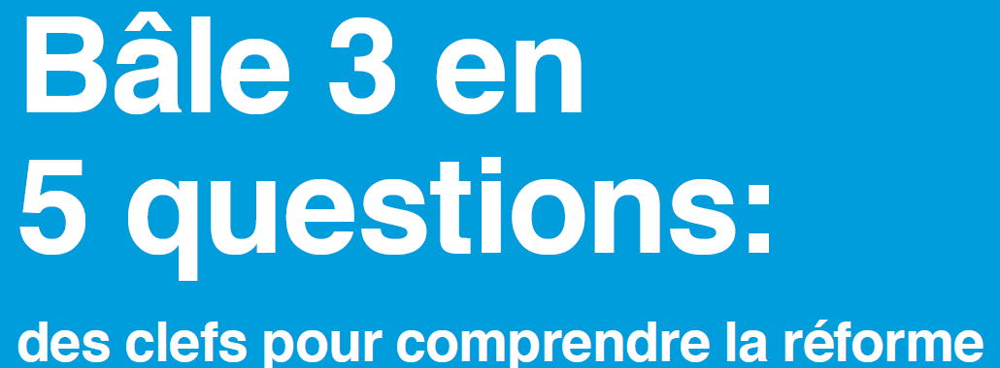 Bâle 3 en
5 questions:
des clefs pour comprendre la réforme